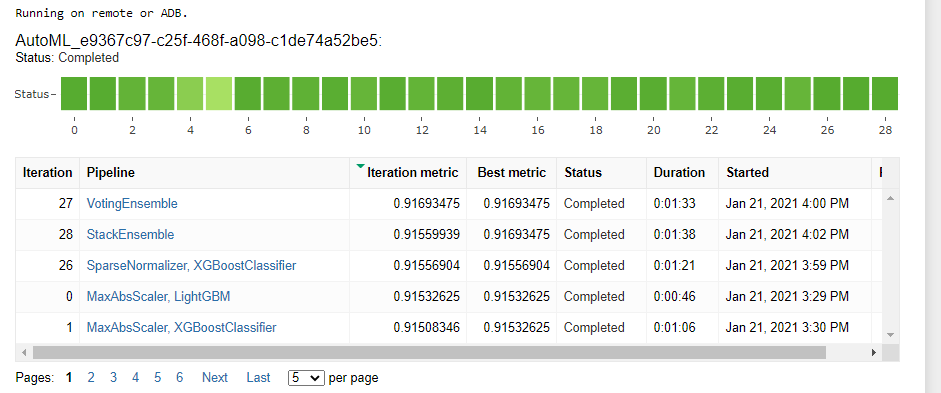 Running on remote or ADB.
AutoML_e9367c97-c25f-468f-a098-c1de74a52be5:
Status: Completed
Status
0 2 4 6 8 10 12 14 16 18 20 22 24 26 28
Iteration Pipeline Iteration metric Best metric Status Duration Started
27 VotingEnsemble 0.91693475 0.91693475 Completed 0:01:33 Jan 21, 2021 4:00 PM
28 StackEnsemble 0.91559939 0.91693475 Completed 0:01:38 Jan 21, 2021 4:02 PM
26 SparseNormalizer, XGBoostClassifier 0.91556904 0.91556904 Completed 0:01:21 Jan 21, 2021 3:59 PM
0 MaxAbsScaler, LightGBM 0.91532625 0.91532625 Completed 0:00:46 Jan 21, 2021 3:29 PM
1 MaxAbsScaler, XGBoostClassifier 0.91508346 0.91532625 Completed 0:01:06 Jan 21, 2021 3:30 PM
Pages: 1 2 3 4 5 6 Next Last 5 per page